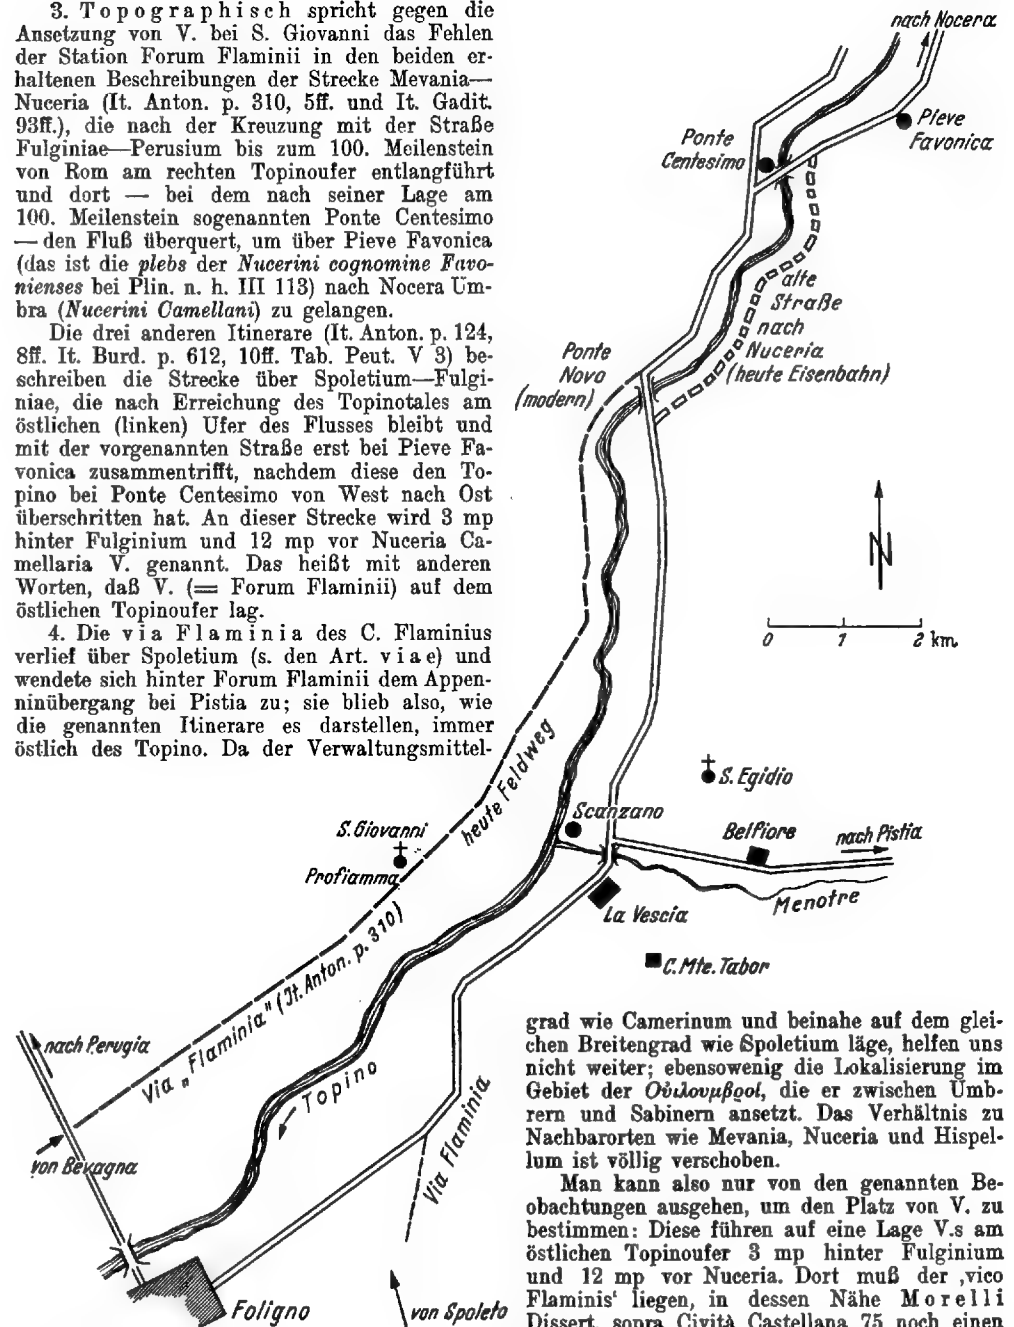 3. Topographisch spricht gegen die
Ansetzung von V. bei S. Giovanni das Fehlen
der Station Forum Flaminii in den beiden er-
haltenen Beschreibungen der Strecke Mevania—
Nuceria (It. Anton. p. 310, 5ff. und It. Gadit.
93ff.), die nach der Kreuzung mit der Straße
Fulginiae—Perusium bis zum 100. Meilenstein
von Rom am rechten Topinoufer entlangführt
und dort — bei dem nach seiner Lage am
100. Meilenstein sogenannten Ponte Centesimo
— den Fluß überquert, um über Pieve Favonica
(das ist die plebs der Nucerini cognomine Favo-
nienses bei Plin. n. h. III 113) nach Nocera Um-
bra (Nucerini Camellani) zu gelangen.
Die drei anderen Itinerare (It. Anton. p. 124,
8ff. It. Burd. p. 612, 10ff. Tab. Peut. V 3) be-
schreiben die Strecke über Spoletium—Fulgi-
niae, die nach Erreichung des Topinotales am
östlichen (linken) Ufer des Flusses bleibt und
mit der vorgenannten Straße erst bei Pieve Fa-
vonica zusammentrifft, nachdem diese den To-
pino bei Ponte Centesimo von West nach Ost
überschritten hat. An dieser Strecke wird 3 mp
hinter Fulginium und 12 mp vor Nuceria Ca-
mellaria V. genannt. Das heißt mit anderen
Worten, daß V. (= Forum Flaminii) auf dem
östlichen Topinoufer lag.
4. Die via Flaminia des C. Flaminius
verlief über Spoletium (s. den Art. viae) und
wendete sich hinter Forum Flaminii dem Appen-
ninübergang bei Pistia zu; sie blieb also, wie
die genannten Itinerare es darstellen, immer
östlich des Topino. Da der Verwaltungsmittel-
nach Nocera
Pieve
Favonica
Ponte
Centesimo
alte
Straße
nach
Nuceria
(heute Eisenbahn)
Ponte
Novo
(modern)
N
0 1 2 km.
heute Feldweg
S. Egidio
Scanzano
Belfiore
nach Pistia
S. Giovanni
Profiamma
Menotre
La Vescia
C. Mte. Tabor
Via „Flaminia" (It. Anton. p. 310)
nach Perugia
Topino
Via Flaminia
von Bevagna
Foligno
von Spoleto
grad wie Camerinum und beinahe auf dem glei-
chen Breitengrad wie Spoletium läge, helfen uns
nicht weiter; ebensowenig die Lokalisierung im
Gebiet der Οὐιλουμβροί, die er zwischen Umb-
rern und Sabinern ansetzt. Das Verhältnis zu
Nachbarorten wie Mevania, Nuceria und Hispel-
lum ist völlig verschoben.
Man kann also nur von den genannten Be-
obachtungen ausgehen, um den Platz von V. zu
bestimmen: Diese führen auf eine Lage V.s am
östlichen Topinoufer 3 mp hinter Fulginium
und 12 mp vor Nuceria. Dort muß der ‚vico
Flaminis‘ liegen, in dessen Nähe Morelli
Dissert. sopra Cività Castellana 75 noch einen